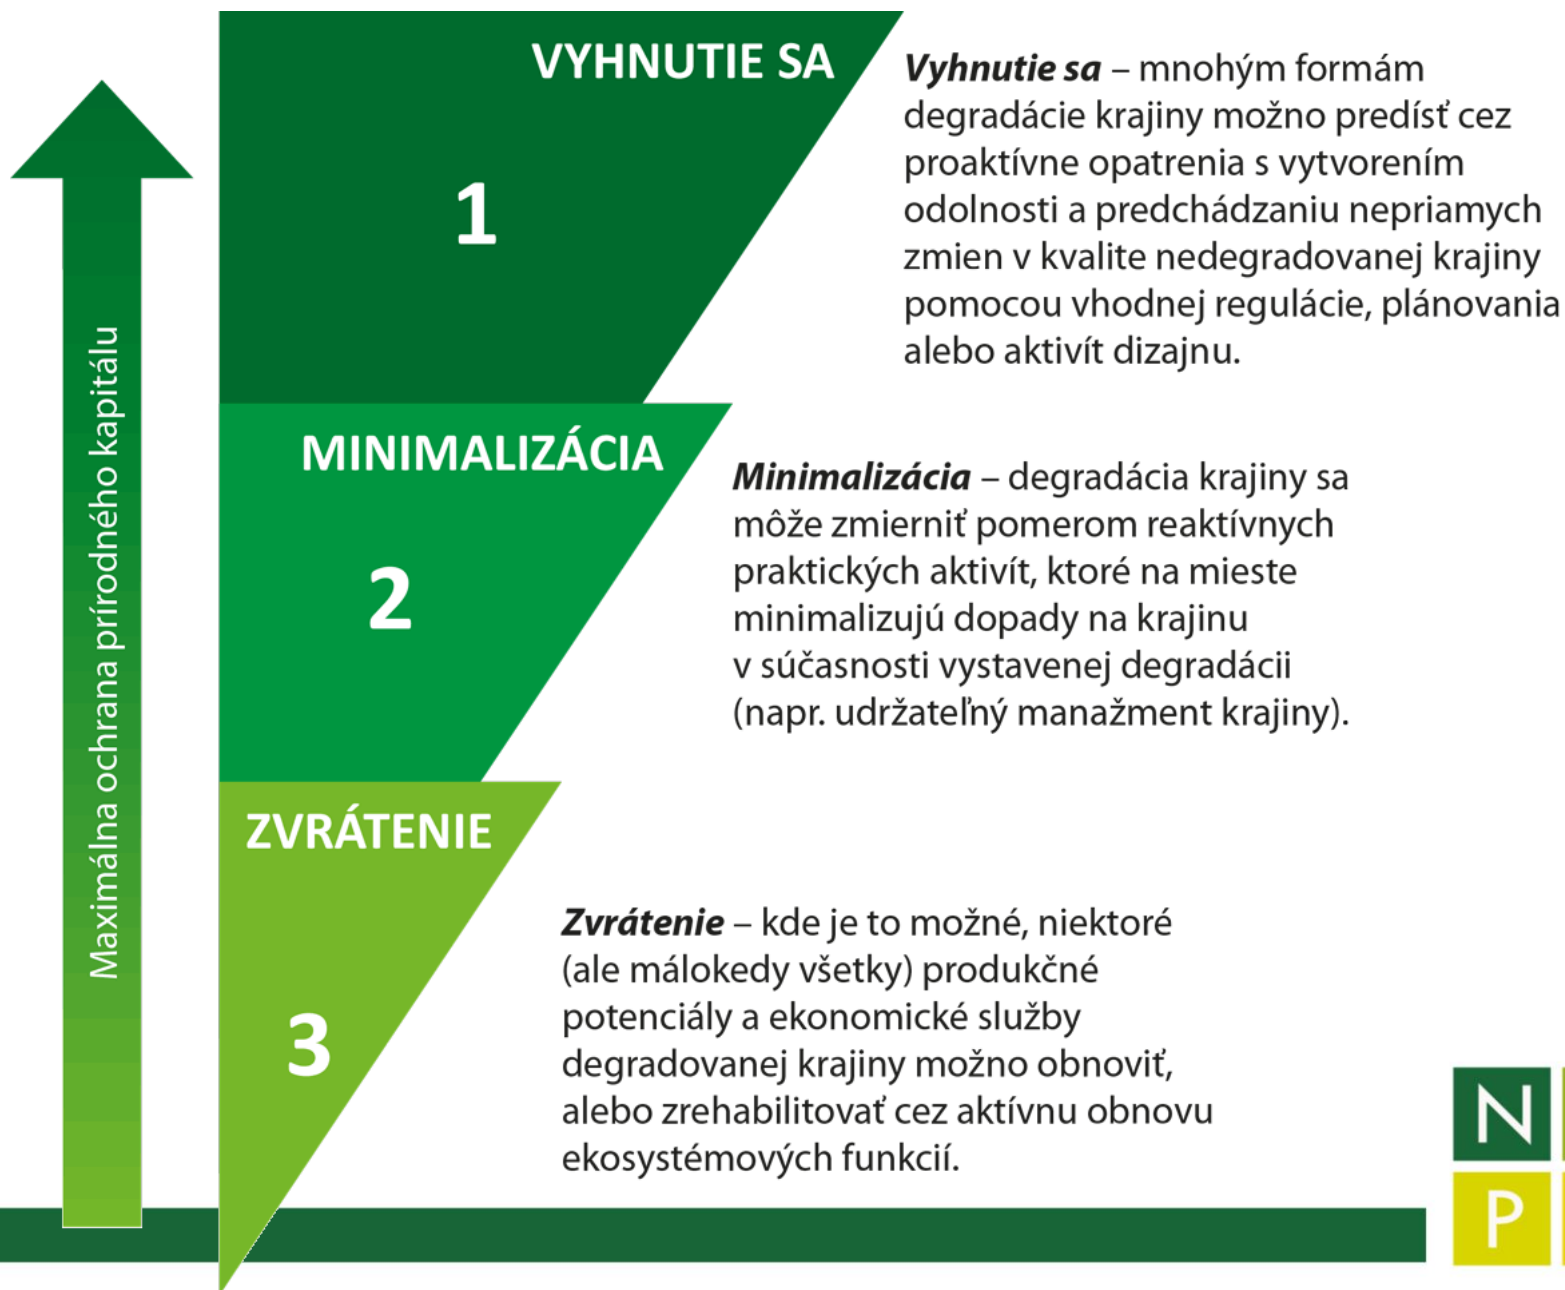 Maximálna ochrana prírodného kapitálu
VYHNUTIE SA
1
Vyhnutie sa – mnohým formám
degradácie krajiny možno predísť cez
proaktívne opatrenia s vytvorením
odolnosti a predchádzaniu nepriamych
zmien v kvalite nedegradovanej krajiny
pomocou vhodnej regulácie, plánovania
alebo aktivít dizajnu.
MINIMALIZÁCIA
2
Minimalizácia – degradácia krajiny sa
môže zmierniť pomerom reaktívnych
praktických aktivít, ktoré na mieste
minimalizujú dopady na krajinu
v súčasnosti vystavenej degradácii
(napr. udržateľný manažment krajiny).
ZVRÁTENIE
3
Zvrátenie – kde je to možné, niektoré
(ale málokedy všetky) produkčné
potenciály a ekonomické služby
degradovanej krajiny možno obnoviť,
alebo zrehabilitovať cez aktívnu obnovu
ekosystémových funkcií.
N
P